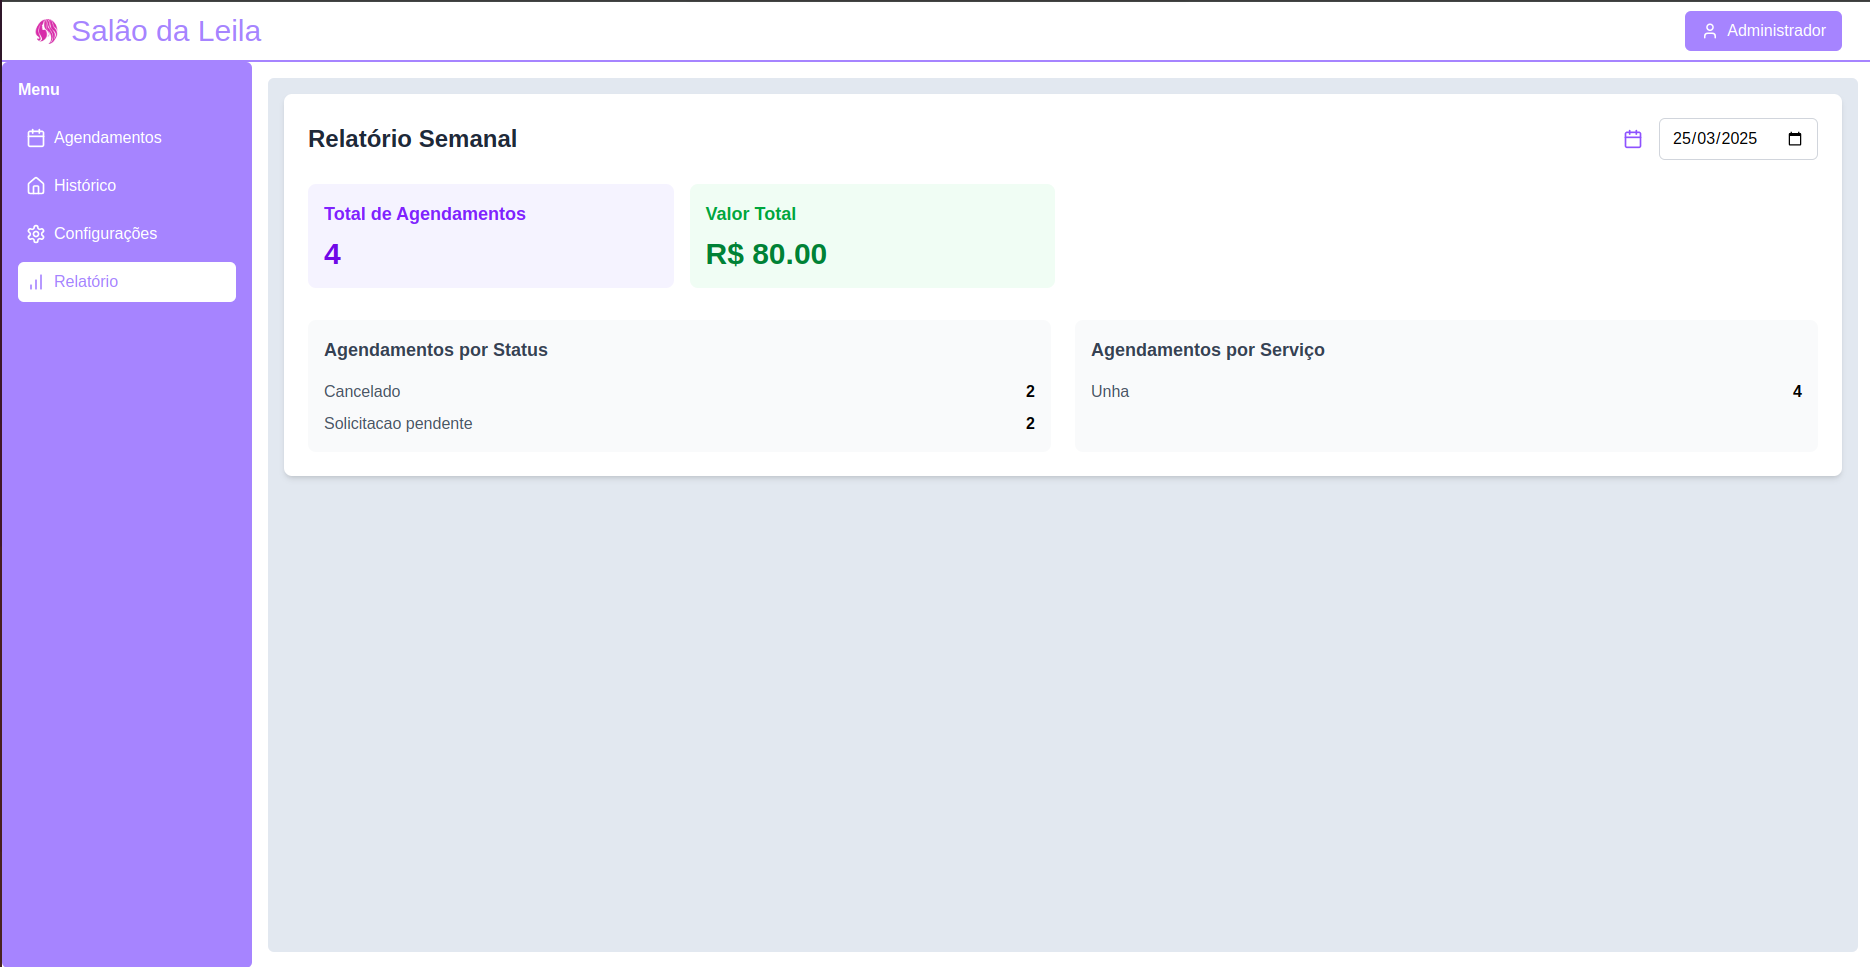 Salão da Leila
Administrador
Menu
Agendamentos
Histórico
Configurações
Relatório
Relatório Semanal
25/03/2025
Total de Agendamentos
4
Valor Total
R$ 80.00
Agendamentos por Status
Cancelado 2
Solicitacao pendente 2
Agendamentos por Serviço
Unha 4